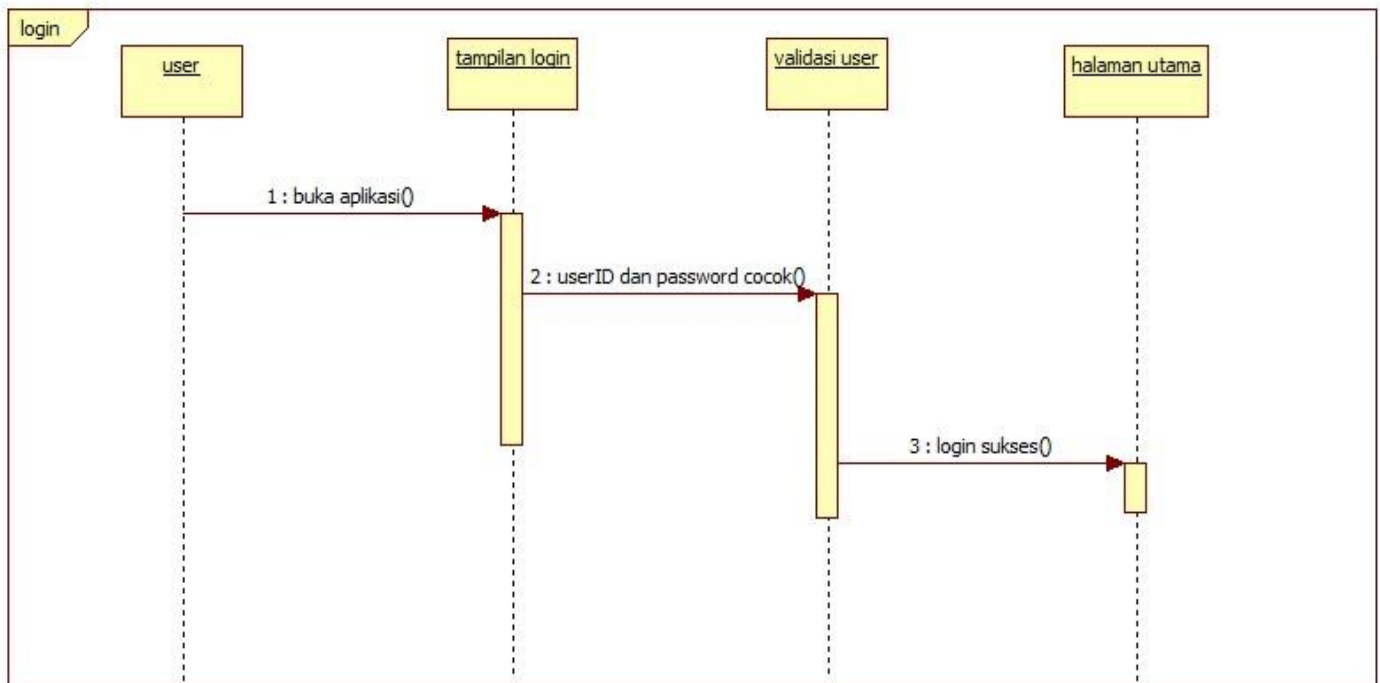 login
user
tampilan login
validasi user
halaman utama
1 : buka aplikasi()
2 : userID dan password cocok()
3 : login sukses()